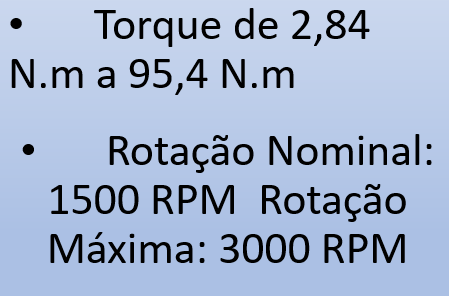 • Torque de 2,84
N.m a 95,4 N.m
• Rotação Nominal:
1500 RPM Rotação
Máxima: 3000 RPM